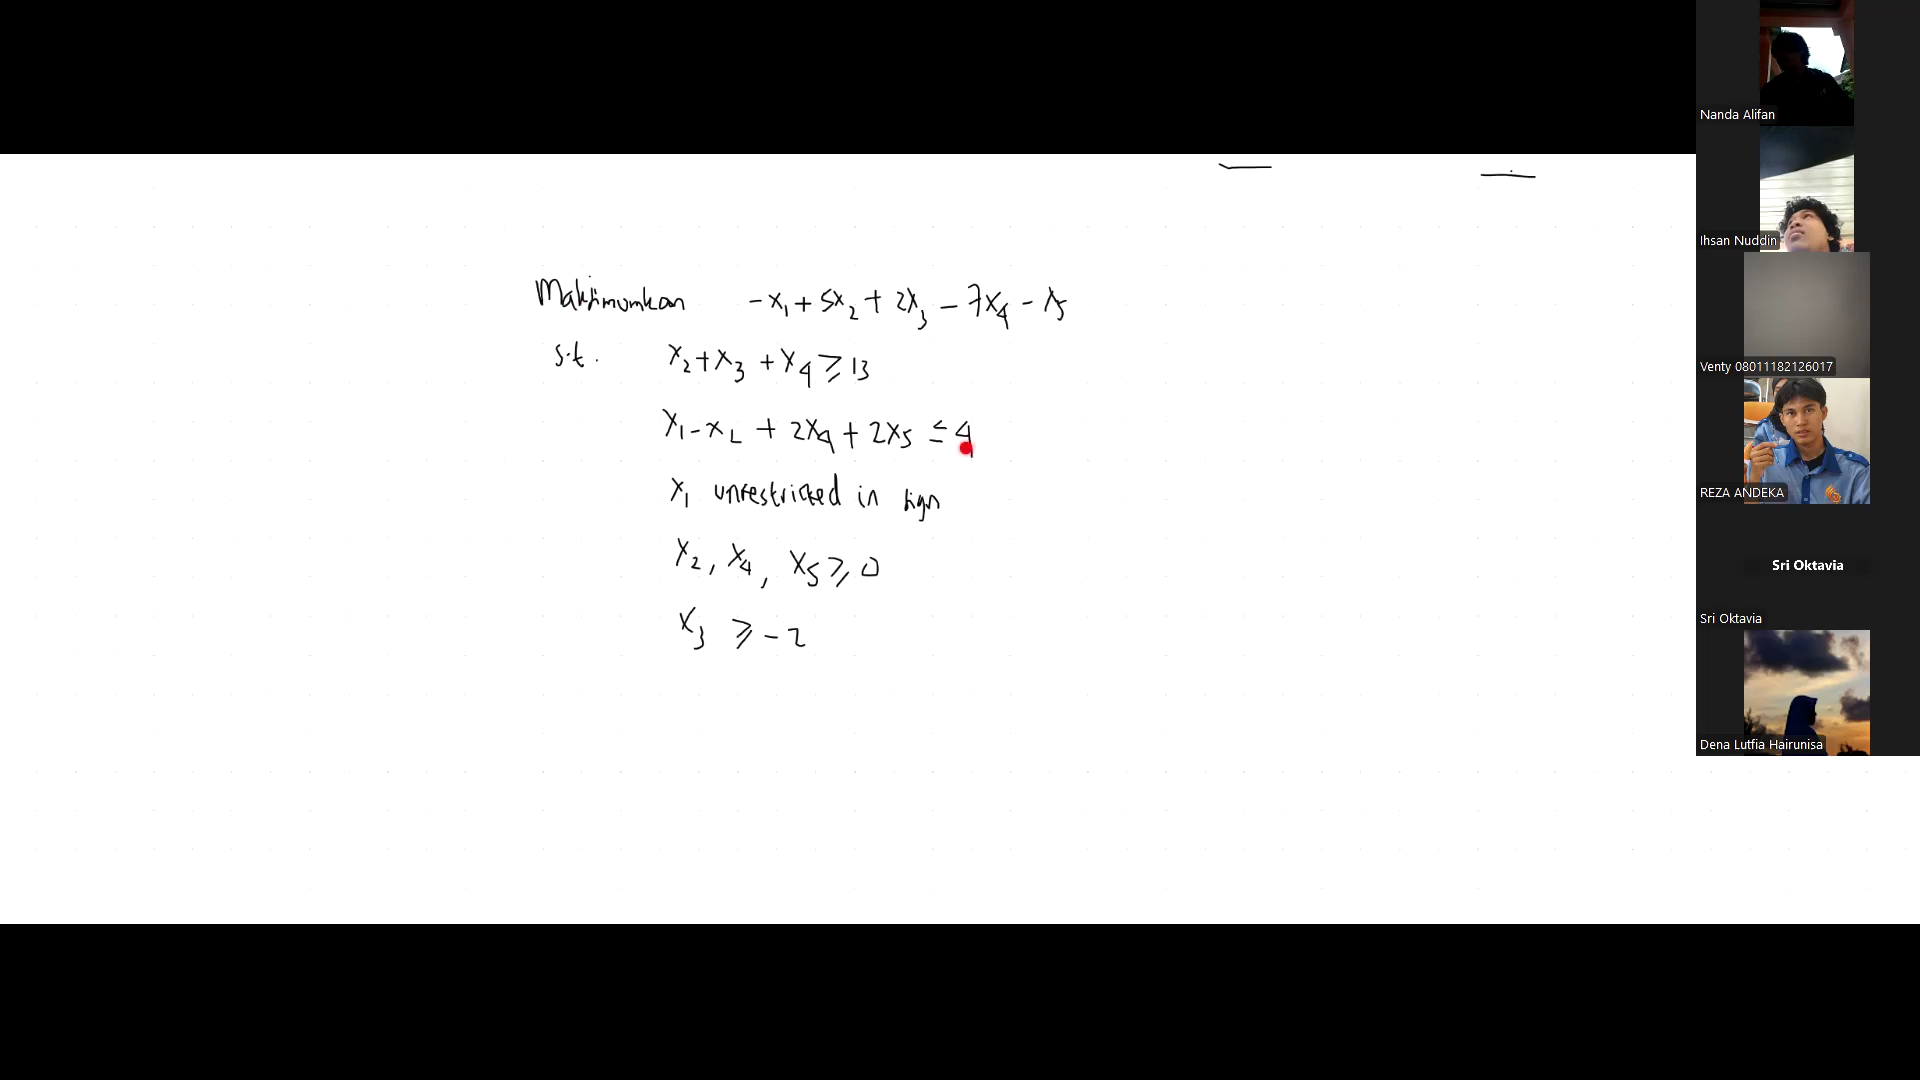 Maksimumkan -x₁ + 5x₂ + 2x₃ - 7x₄ - x₅
s.t. x₂ + x₃ + x₄ ≥ 13
x₁ - x₂ + 2x₄ + 2x₅ ≤ 4
x₁ unrestricted in sign
x₂, x₄, x₅ ≥ 0
x₃ ≥ -2
Nanda Alifan
Ihsan Nuddin
Venty 08011182126017
REZA ANDEKA
Sri Oktavia
Sri Oktavia
Dena Lutfia Hairunisa